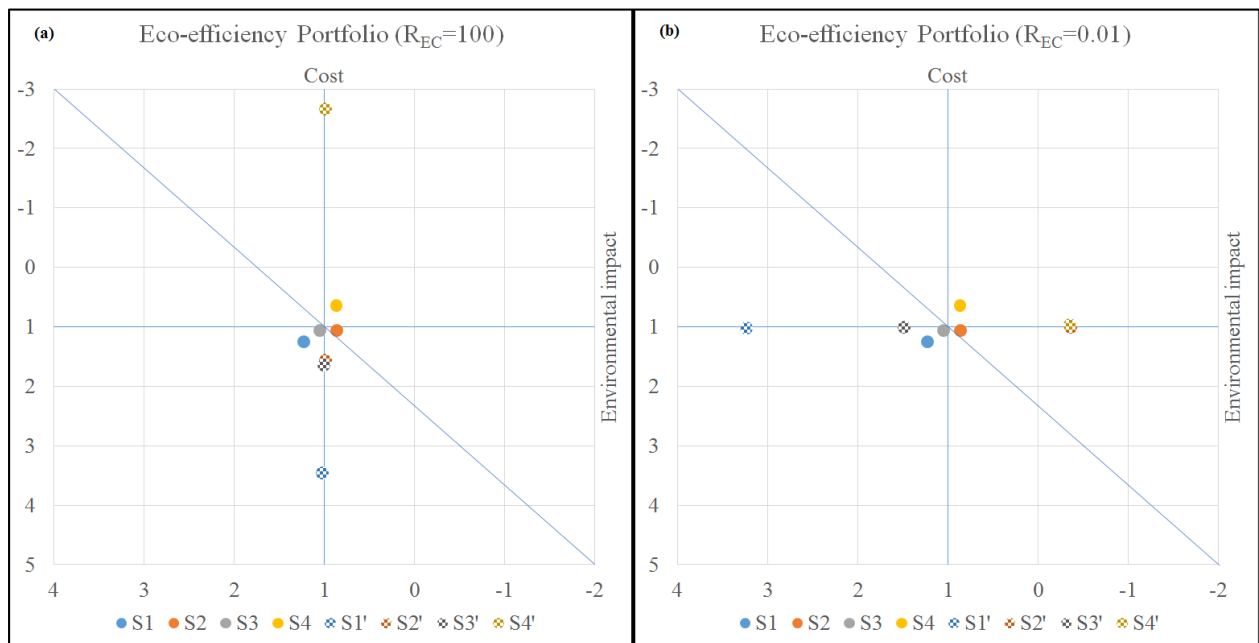 (a) Eco-efficiency Portfolio (R_EC=100)
Cost
-3
-2
-1
0
1
2
3
4
5
4 3 2 1 0 -1 -2
Environmental impact
S1 S2 S3 S4 S1' S2' S3' S4'
(b) Eco-efficiency Portfolio (R_EC=0.01)
Cost
-3
-2
-1
0
1
2
3
4
5
4 3 2 1 0 -1 -2
Environmental impact
S1 S2 S3 S4 S1' S2' S3' S4'